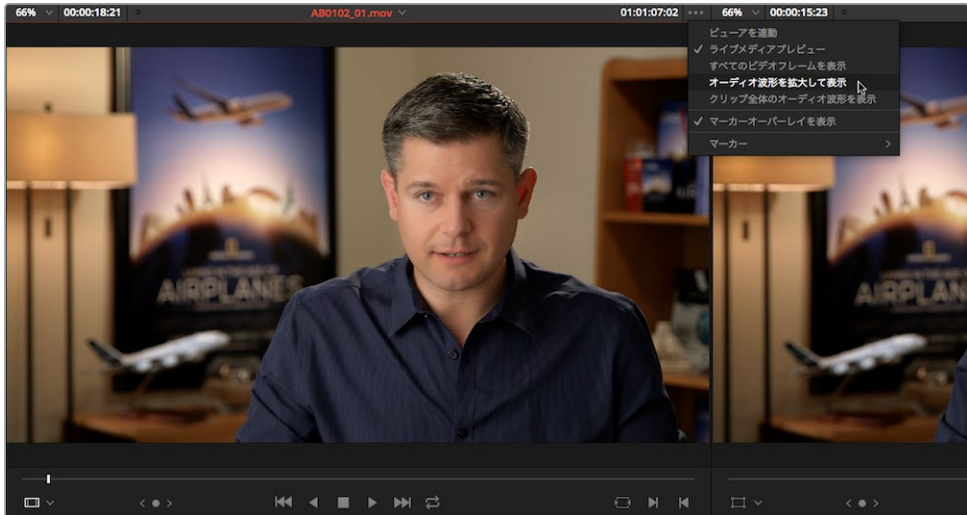 66% 00:00:18:21 AB0102_01.mov 01:01:07:02 66% 00:00:15:23
ビューアを連動
ライブメディアプレビュー
すべてのビデオフレームを表示
オーディオ波形を拡大して表示
クリップ全体のオーディオ波形を表示
マーカーオーバーレイを表示
マーカー
AIRPLANES
AIRPLAN